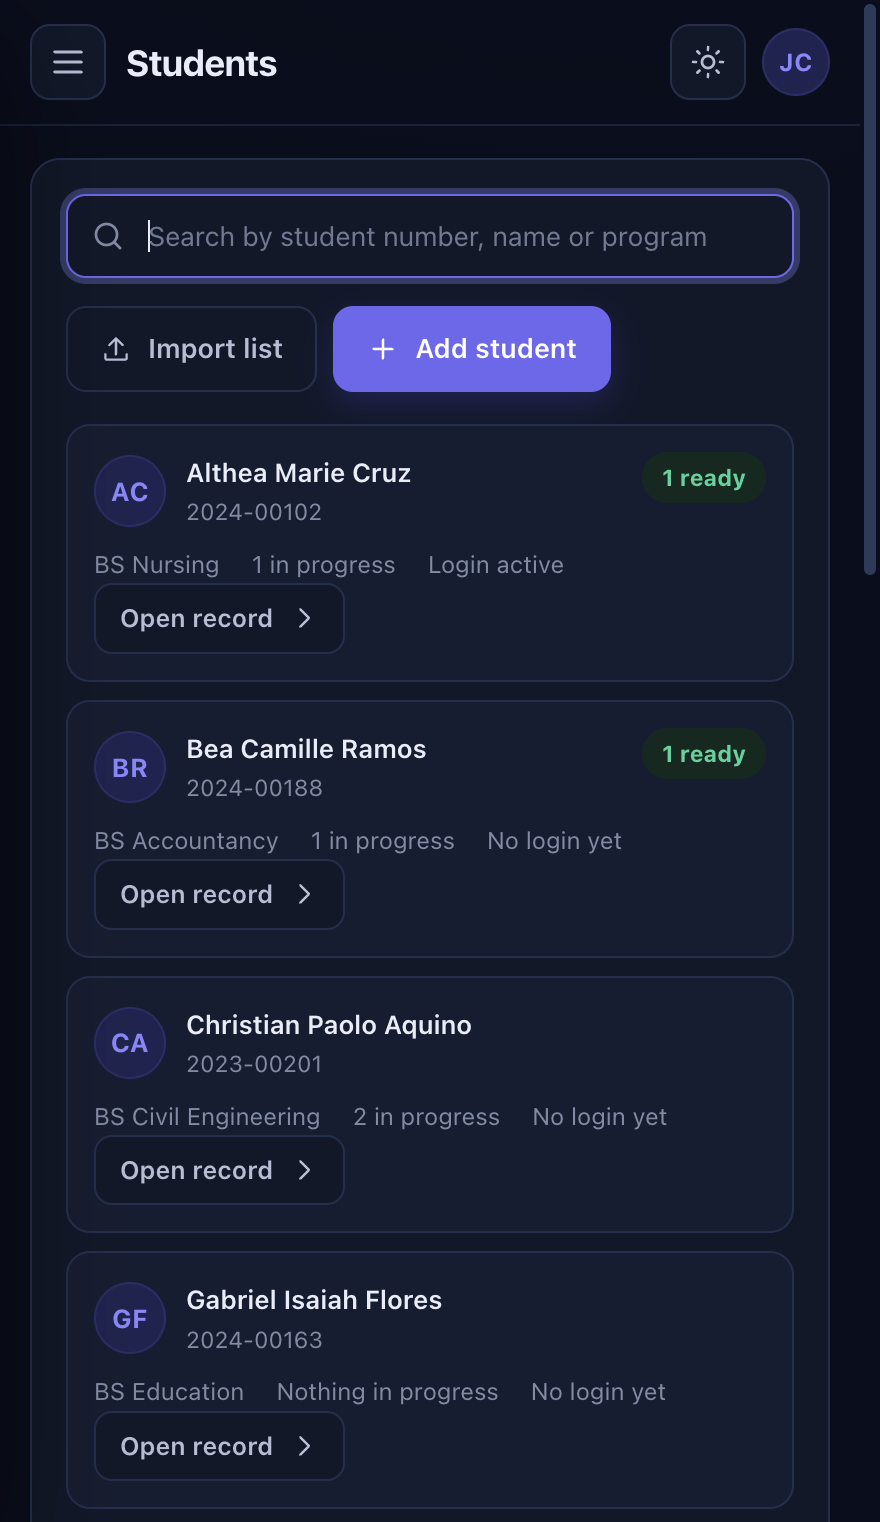 Students
JC
Search by student number, name or program
Import list
Add student
AC
Althea Marie Cruz
1 ready
2024-00102
BS Nursing 1 in progress Login active
Open record
BR
Bea Camille Ramos
1 ready
2024-00188
BS Accountancy 1 in progress No login yet
Open record
CA
Christian Paolo Aquino
2023-00201
BS Civil Engineering 2 in progress No login yet
Open record
GF
Gabriel Isaiah Flores
2024-00163
BS Education Nothing in progress No login yet
Open record